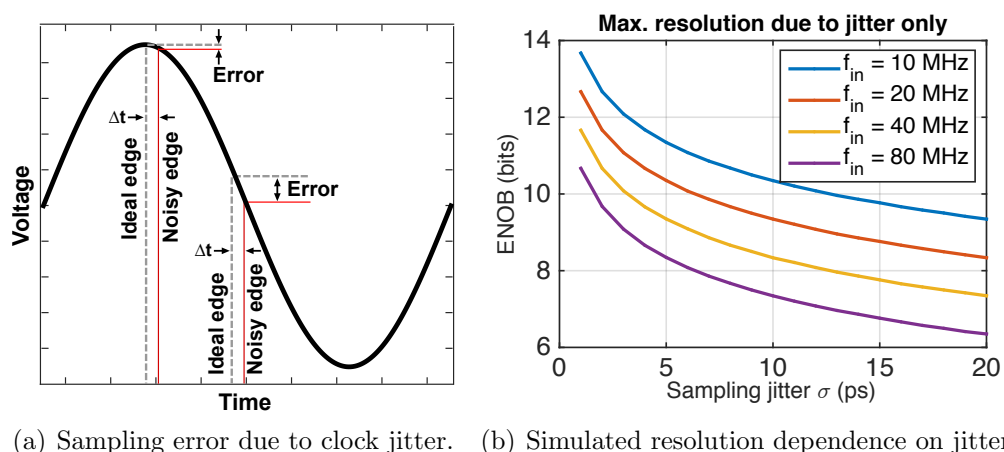 Voltage
Δt
Ideal edge
Noisy edge
Error
Δt
Ideal edge
Noisy edge
Error
Time
(a) Sampling error due to clock jitter.
Max. resolution due to jitter only
ENOB (bits)
14
12
10
8
6
0
5
10
15
20
f_in = 10 MHz
f_in = 20 MHz
f_in = 40 MHz
f_in = 80 MHz
Sampling jitter σ (ps)
(b) Simulated resolution dependence on jitter